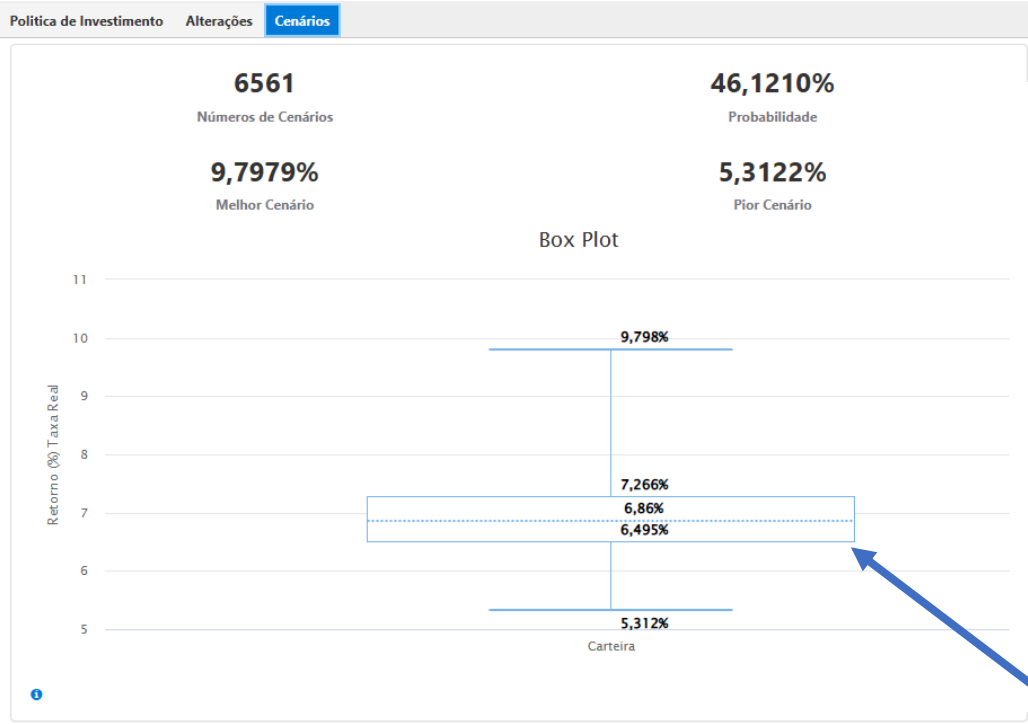 Politica de Investimento Alterações Cenários
6561 46,1210%
Números de Cenários Probabilidade
9,7979% 5,3122%
Melhor Cenário Pior Cenário
Box Plot
11
10
9
8
7
6
5
Retorno (%) Taxa Real
9,798%
7,266%
6,86%
6,495%
5,312%
Carteira